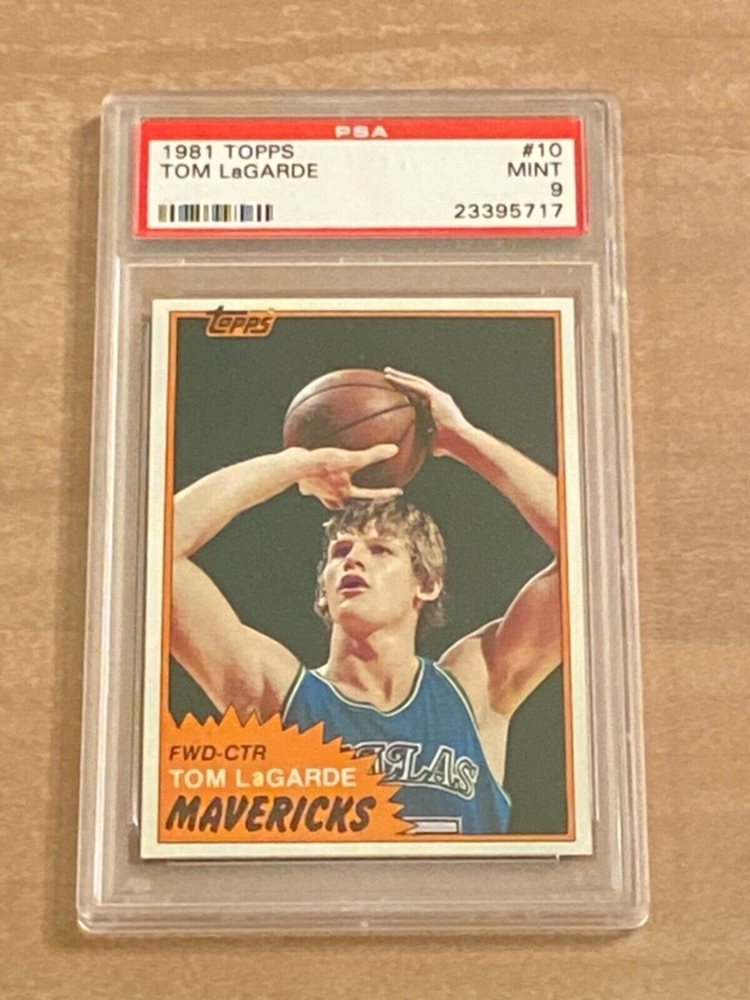 PSA
1981 TOPPS #10
TOM LaGARDE MINT
9
23395717
topps
FWD-CTR
TOM LaGARDE
MAVERICKS